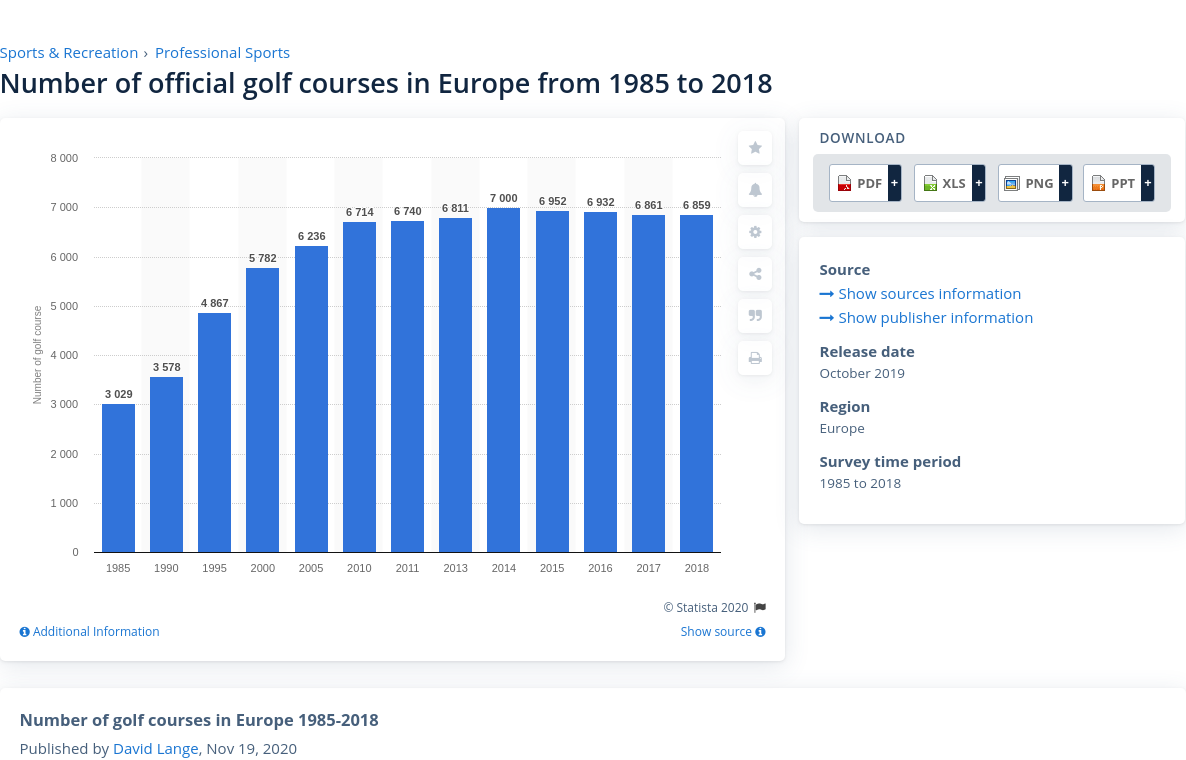 Sports & Recreation › Professional Sports
Number of official golf courses in Europe from 1985 to 2018
8 000
7 000
6 000
5 000
4 000
3 000
2 000
1 000
0
Number of golf course
3 029
3 578
4 867
5 782
6 236
6 714
6 740
6 811
7 000
6 952
6 932
6 861
6 859
1985 1990 1995 2000 2005 2010 2011 2013 2014 2015 2016 2017 2018
© Statista 2020
Additional Information
Show source
DOWNLOAD
PDF + XLS + PNG + PPT +
Source
Show sources information
Show publisher information
Release date
October 2019
Region
Europe
Survey time period
1985 to 2018
Number of golf courses in Europe 1985-2018
Published by David Lange, Nov 19, 2020